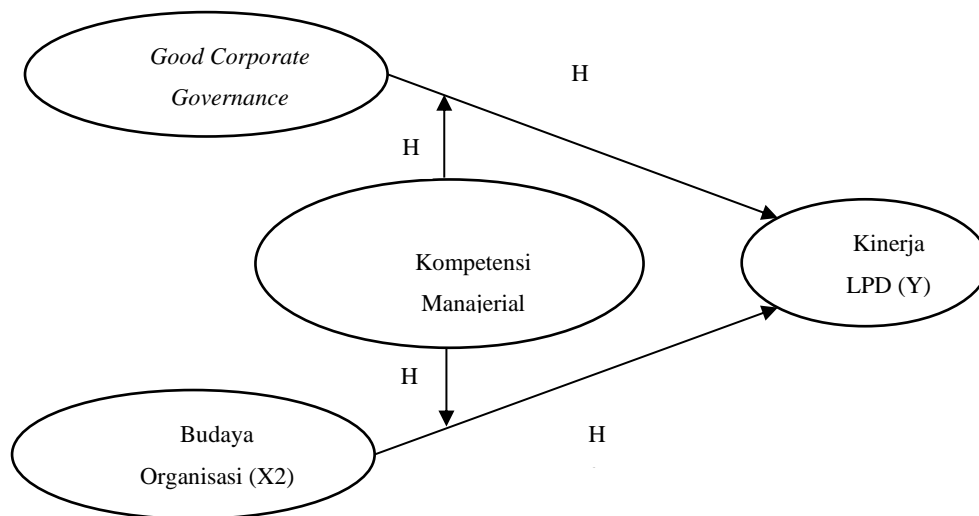 Good Corporate
Governance
H
H
Kompetensi
Manajerial
Kinerja
LPD (Y)
H
Budaya
Organisasi (X2)
H